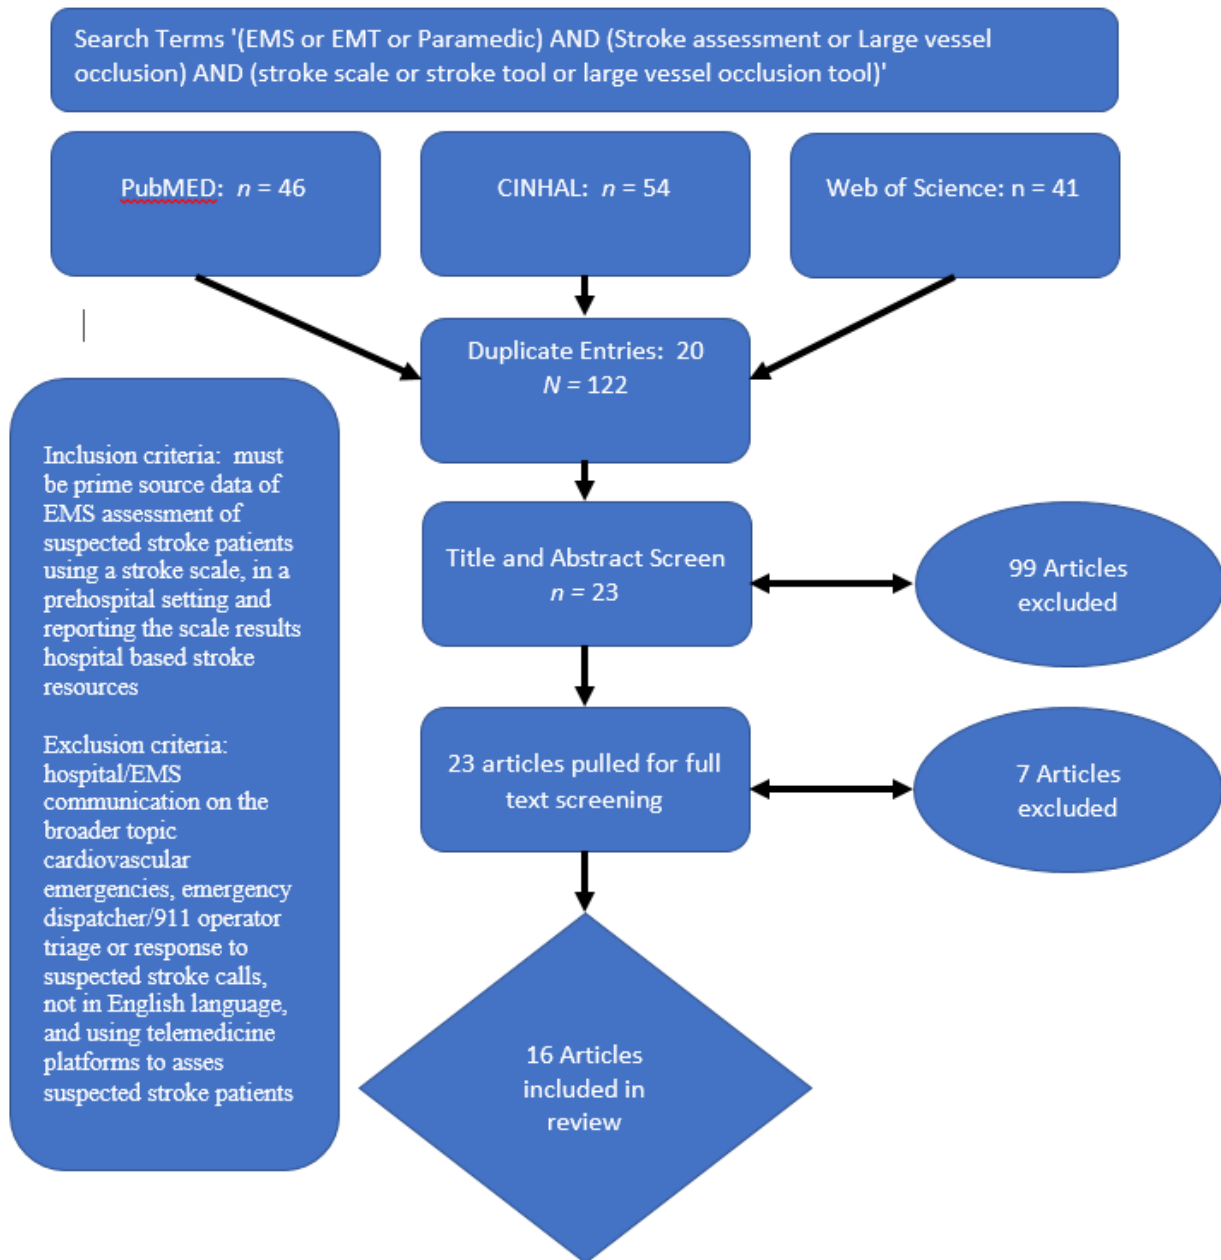 Search Terms '(EMS or EMT or Paramedic) AND (Stroke assessment or Large vessel
occlusion) AND (stroke scale or stroke tool or large vessel occlusion tool)'
PubMED: n = 46
CINHAL: n = 54
Web of Science: n = 41
Duplicate Entries: 20
N = 122
Inclusion criteria: must
be prime source data of
EMS assessment of
suspected stroke patients
using a stroke scale, in a
prehospital setting and
reporting the scale results
hospital based stroke
resources
Exclusion criteria:
hospital/EMS
communication on the
broader topic
cardiovascular
emergencies, emergency
dispatcher/911 operator
triage or response to
suspected stroke calls,
not in English language,
and using telemedicine
platforms to asses
suspected stroke patients
Title and Abstract Screen
n = 23
99 Articles
excluded
23 articles pulled for full
text screening
7 Articles
excluded
16 Articles
included in
review